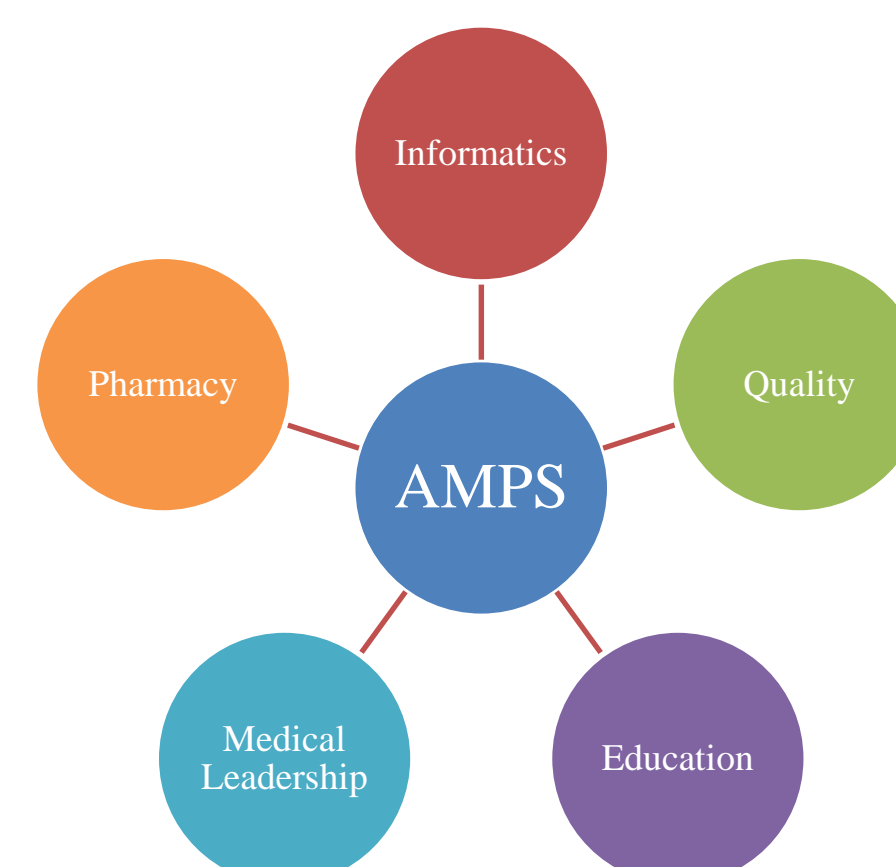 Informatics
Pharmacy
Quality
AMPS
Medical
Leadership
Education